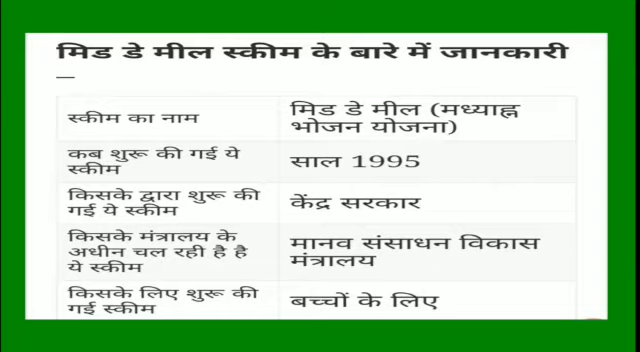 मिड डे मील स्कीम के बारे में जानकारी
—
स्कीम का नाम
मिड डे मील (मध्याह्न
भोजन योजना)
कब शुरू की गई ये
स्कीम
साल 1995
किसके द्वारा शुरू की
गई ये स्कीम
केंद्र सरकार
किसके मंत्रालय के
अधीन चल रही है है
ये स्कीम
मानव संसाधन विकास
मंत्रालय
किसके लिए शुरू की
गई स्कीम
बच्चों के लिए